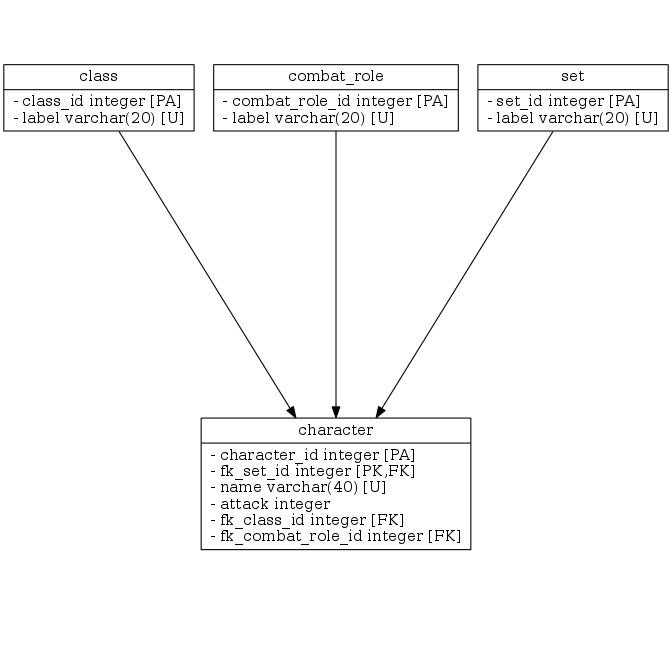 class
- class_id integer [PA]
- label varchar(20) [U]
combat_role
- combat_role_id integer [PA]
- label varchar(20) [U]
set
- set_id integer [PA]
- label varchar(20) [U]
character
- character_id integer [PA]
- fk_set_id integer [PK,FK]
- name varchar(40) [U]
- attack integer
- fk_class_id integer [FK]
- fk_combat_role_id integer [FK]